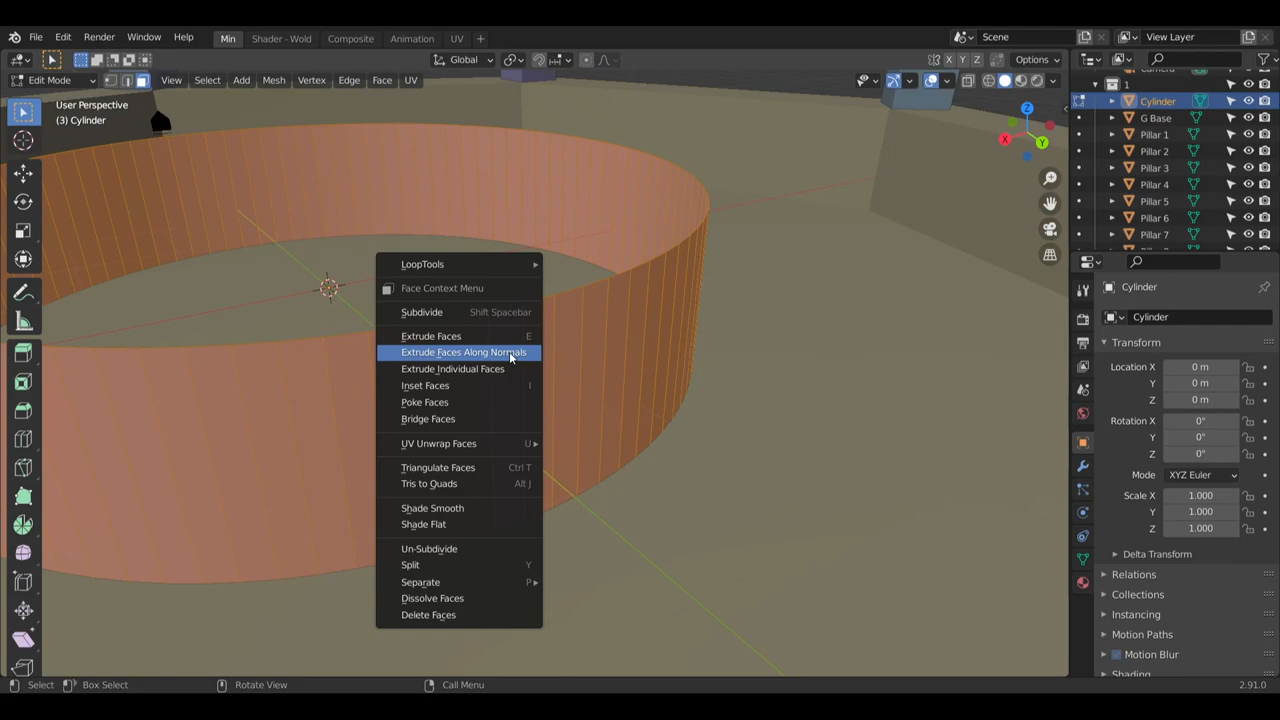 File Edit Render Window Help Min Shader - Wold Composite Animation UV + Scene View Layer
Global X Y Z Options
Edit Mode View Select Add Mesh Vertex Edge Face UV
User Perspective
(3) Cylinder
Z
X
Y
LoopTools
Face Context Menu
Subdivide Shift Spacebar
Extrude Faces E
Extrude Faces Along Normals
Extrude Individual Faces
Inset Faces I
Poke Faces
Bridge Faces
UV Unwrap Faces U
Triangulate Faces Ctrl T
Tris to Quads Alt J
Shade Smooth
Shade Flat
Un-Subdivide
Split Y
Separate P
Dissolve Faces
Delete Faces
1
Cylinder
G Base
Pillar 1
Pillar 2
Pillar 3
Pillar 4
Pillar 5
Pillar 6
Pillar 7
Cylinder
Cylinder
Transform
Location X 0 m
Y 0 m
Z 0 m
Rotation X 0°
Y 0°
Z 0°
Mode XYZ Euler
Scale X 1.000
Y 1.000
Z 1.000
Delta Transform
Relations
Collections
Instancing
Motion Paths
Motion Blur
Shading
Select Box Select Rotate View Call Menu 2.91.0